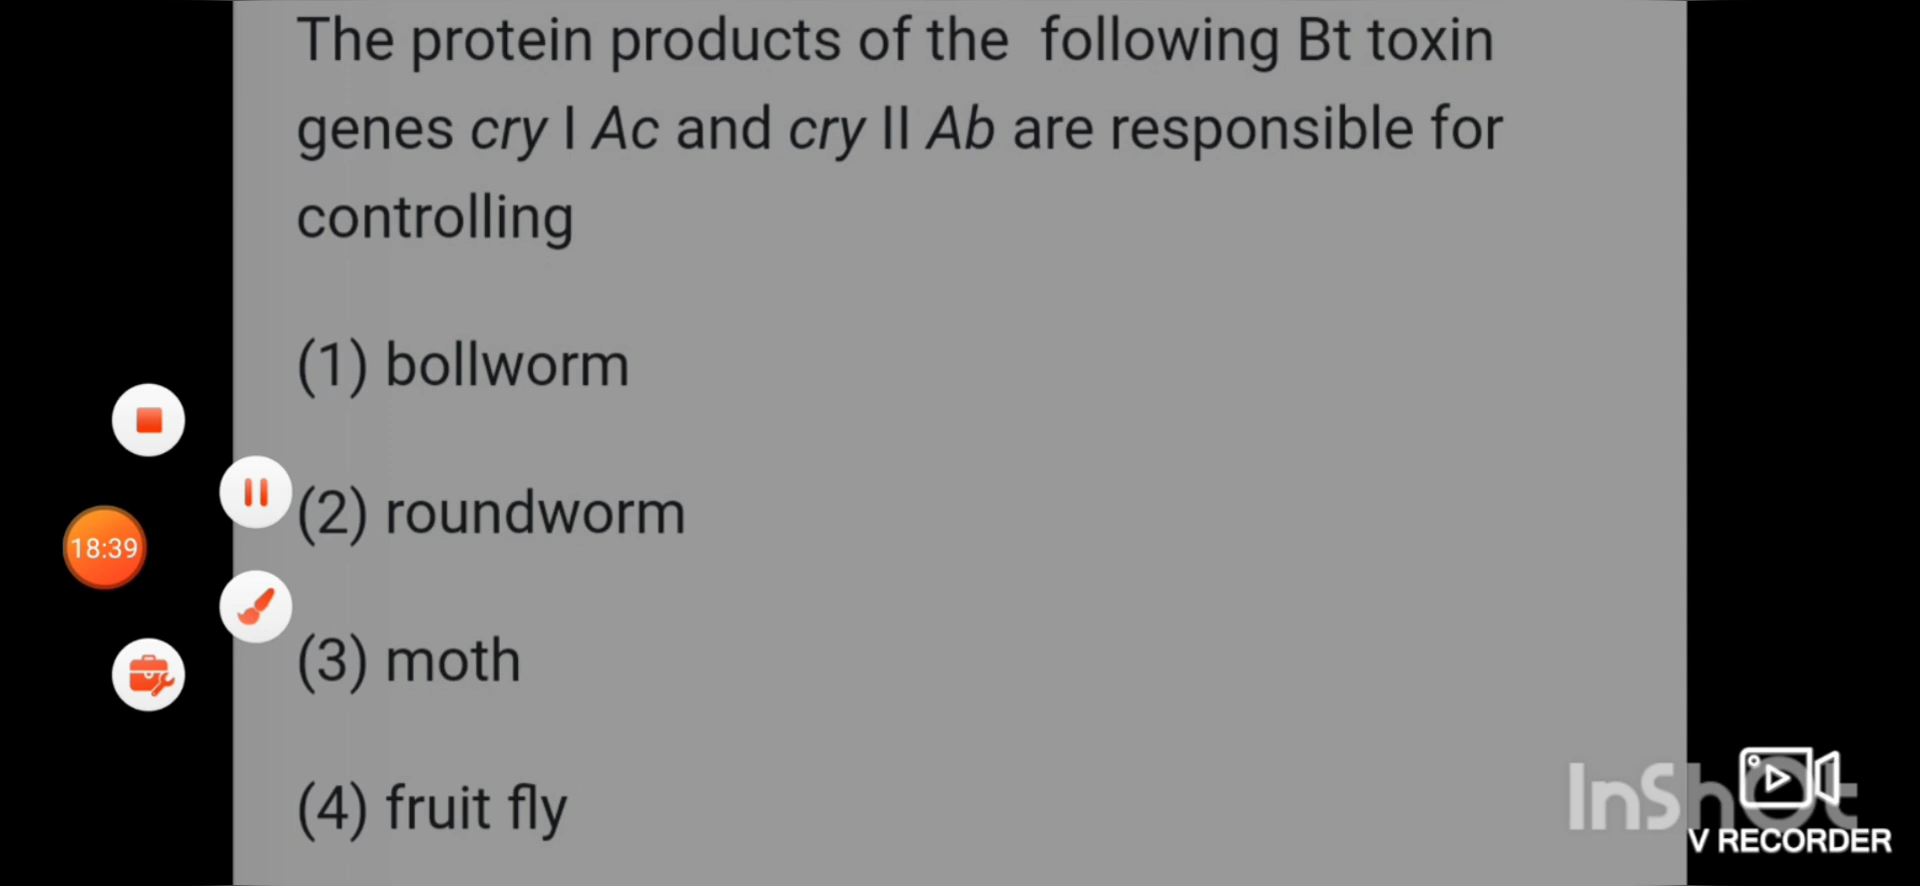 The protein products of the following Bt toxin
genes cry I Ac and cry II Ab are responsible for
controlling
(1) bollworm
(2) roundworm
18:39
(3) moth
(4) fruit fly
InShOt
V RECORDER